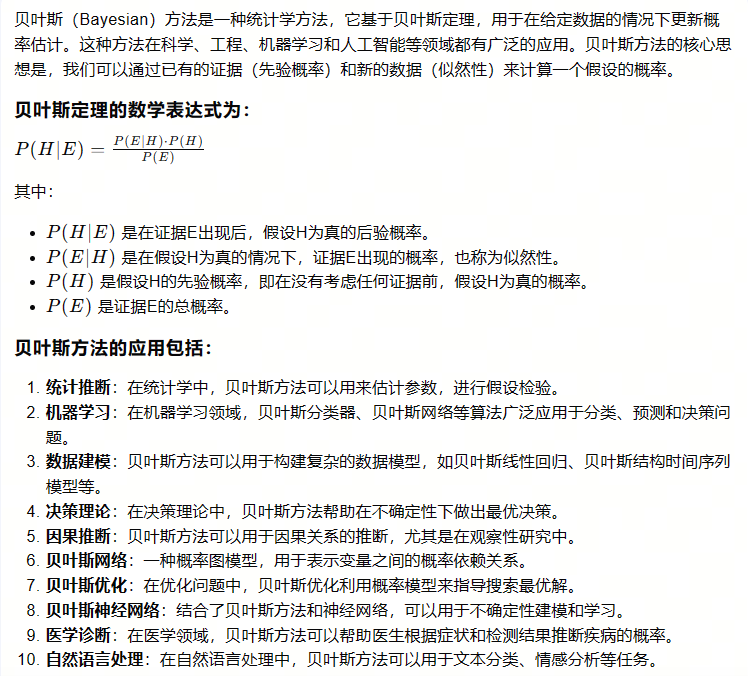 贝叶斯（Bayesian）方法是一种统计学方法，它基于贝叶斯定理，用于在给定数据的情况下更新概
率估计。这种方法在科学、工程、机器学习和人工智能等领域都有广泛的应用。贝叶斯方法的核心思
想是，我们可以通过已有的证据（先验概率）和新的数据（似然性）来计算一个假设的概率。
贝叶斯定理的数学表达式为：
P(H|E) = P(E|H)·P(H) / P(E)
其中：
• P(H|E) 是在证据E出现后，假设H为真的后验概率。
• P(E|H) 是在假设H为真的情况下，证据E出现的概率，也称为似然性。
• P(H) 是假设H的先验概率，即在没有考虑任何证据前，假设H为真的概率。
• P(E) 是证据E的总概率。
贝叶斯方法的应用包括：
1. 统计推断：在统计学中，贝叶斯方法可以用来估计参数，进行假设检验。
2. 机器学习：在机器学习领域，贝叶斯分类器、贝叶斯网络等算法广泛应用于分类、预测和决策问
题。
3. 数据建模：贝叶斯方法可以用于构建复杂的数据模型，如贝叶斯线性回归、贝叶斯结构时间序列
模型等。
4. 决策理论：在决策理论中，贝叶斯方法帮助在不确定性下做出最优决策。
5. 因果推断：贝叶斯方法可以用于因果关系的推断，尤其是在观察性研究中。
6. 贝叶斯网络：一种概率图模型，用于表示变量之间的概率依赖关系。
7. 贝叶斯优化：在优化问题中，贝叶斯优化利用概率模型来指导搜索最优解。
8. 贝叶斯神经网络：结合了贝叶斯方法和神经网络，可以用于不确定性建模和学习。
9. 医学诊断：在医学领域，贝叶斯方法可以帮助医生根据症状和检测结果推断疾病的概率。
10. 自然语言处理：在自然语言处理中，贝叶斯方法可以用于文本分类、情感分析等任务。